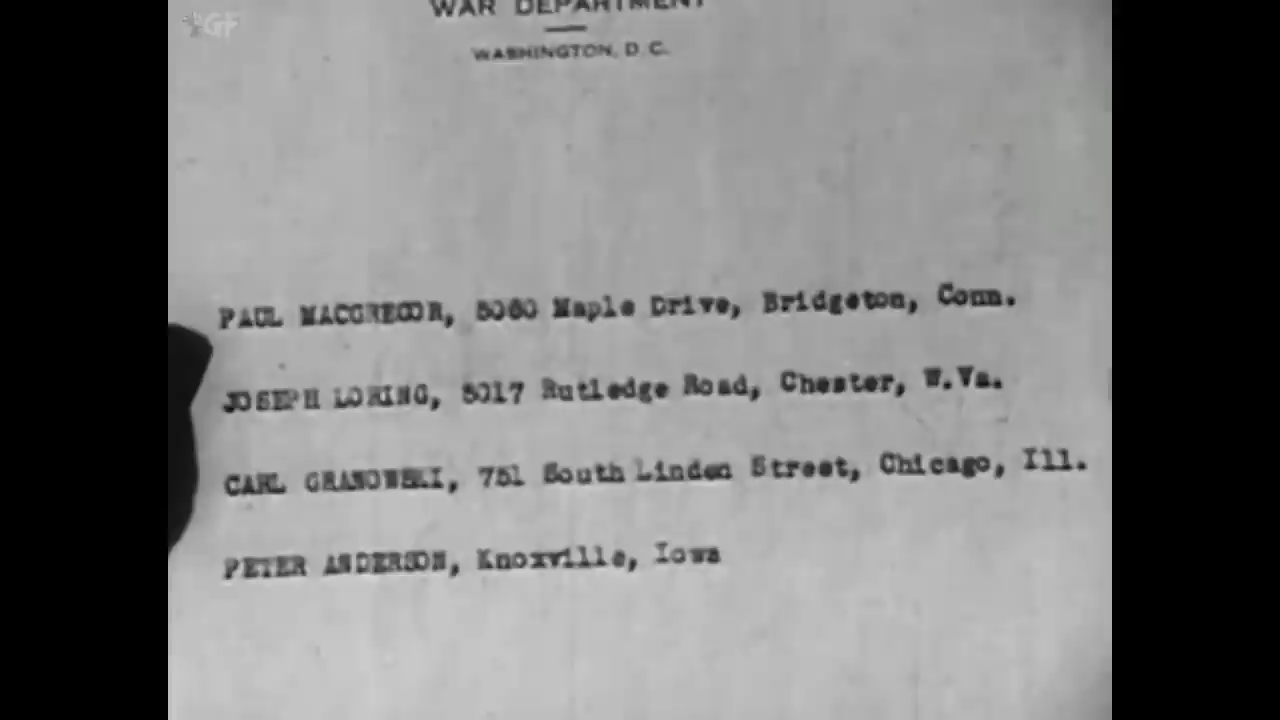 GF
WAR DEPARTMENT
WASHINGTON, D C.
PAUL MACGREGOR, 5060 Maple Drive, Bridgeton, Conn.
JOSEPH LORING, 5017 Rutledge Road, Chester, W.Va.
CARL GRANOWSKI, 751 South Linden Street, Chicago, Ill.
PETER ANDERSON, Knoxville, Iowa